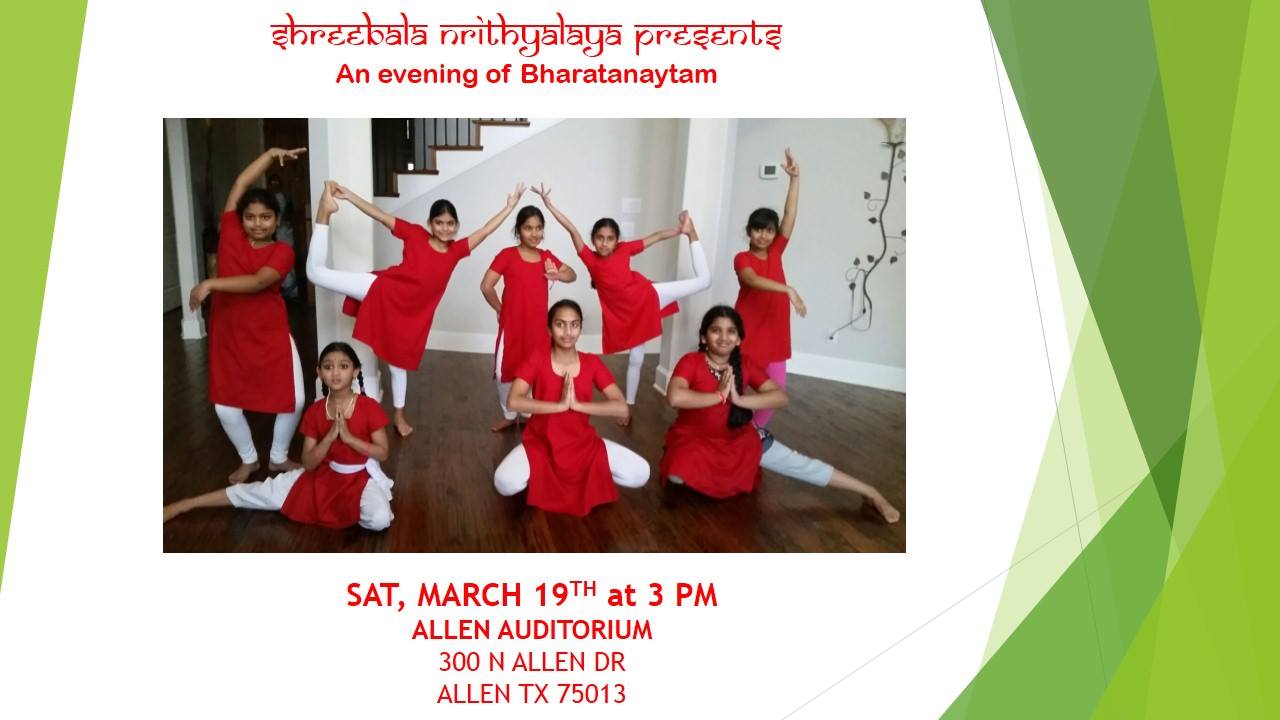 shreebala nrithyalaya presents
An evening of Bharatanaytam
SAT, MARCH 19TH at 3 PM
ALLEN AUDITORIUM
300 N ALLEN DR
ALLEN TX 75013